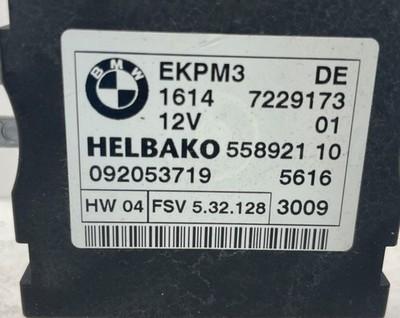 BMW
EKPM3 DE
1614 7229173
12V 01
HELBAKO 558921 10
092053719 5616
HW 04 FSV 5.32.128 3009